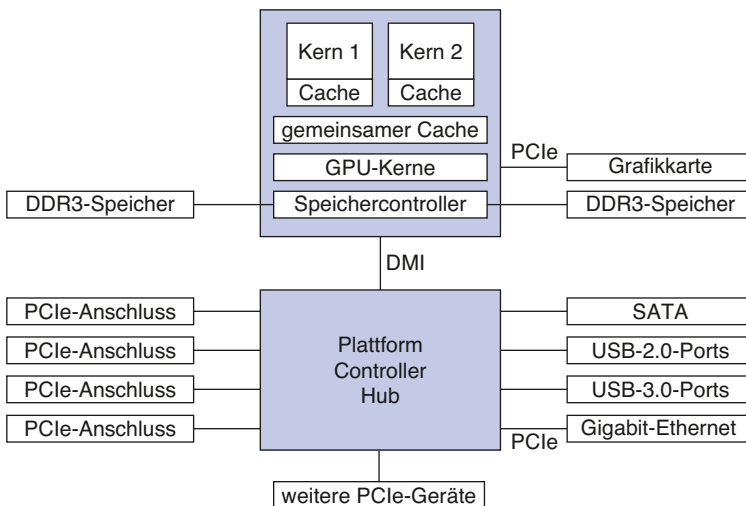 Kern 1
Kern 2
Cache
Cache
gemeinsamer Cache
GPU-Kerne
PCIe
Grafikkarte
DDR3-Speicher
Speichercontroller
DDR3-Speicher
DMI
PCIe-Anschluss
PCIe-Anschluss
PCIe-Anschluss
PCIe-Anschluss
Plattform
Controller
Hub
SATA
USB-2.0-Ports
USB-3.0-Ports
PCIe
Gigabit-Ethernet
weitere PCIe-Geräte